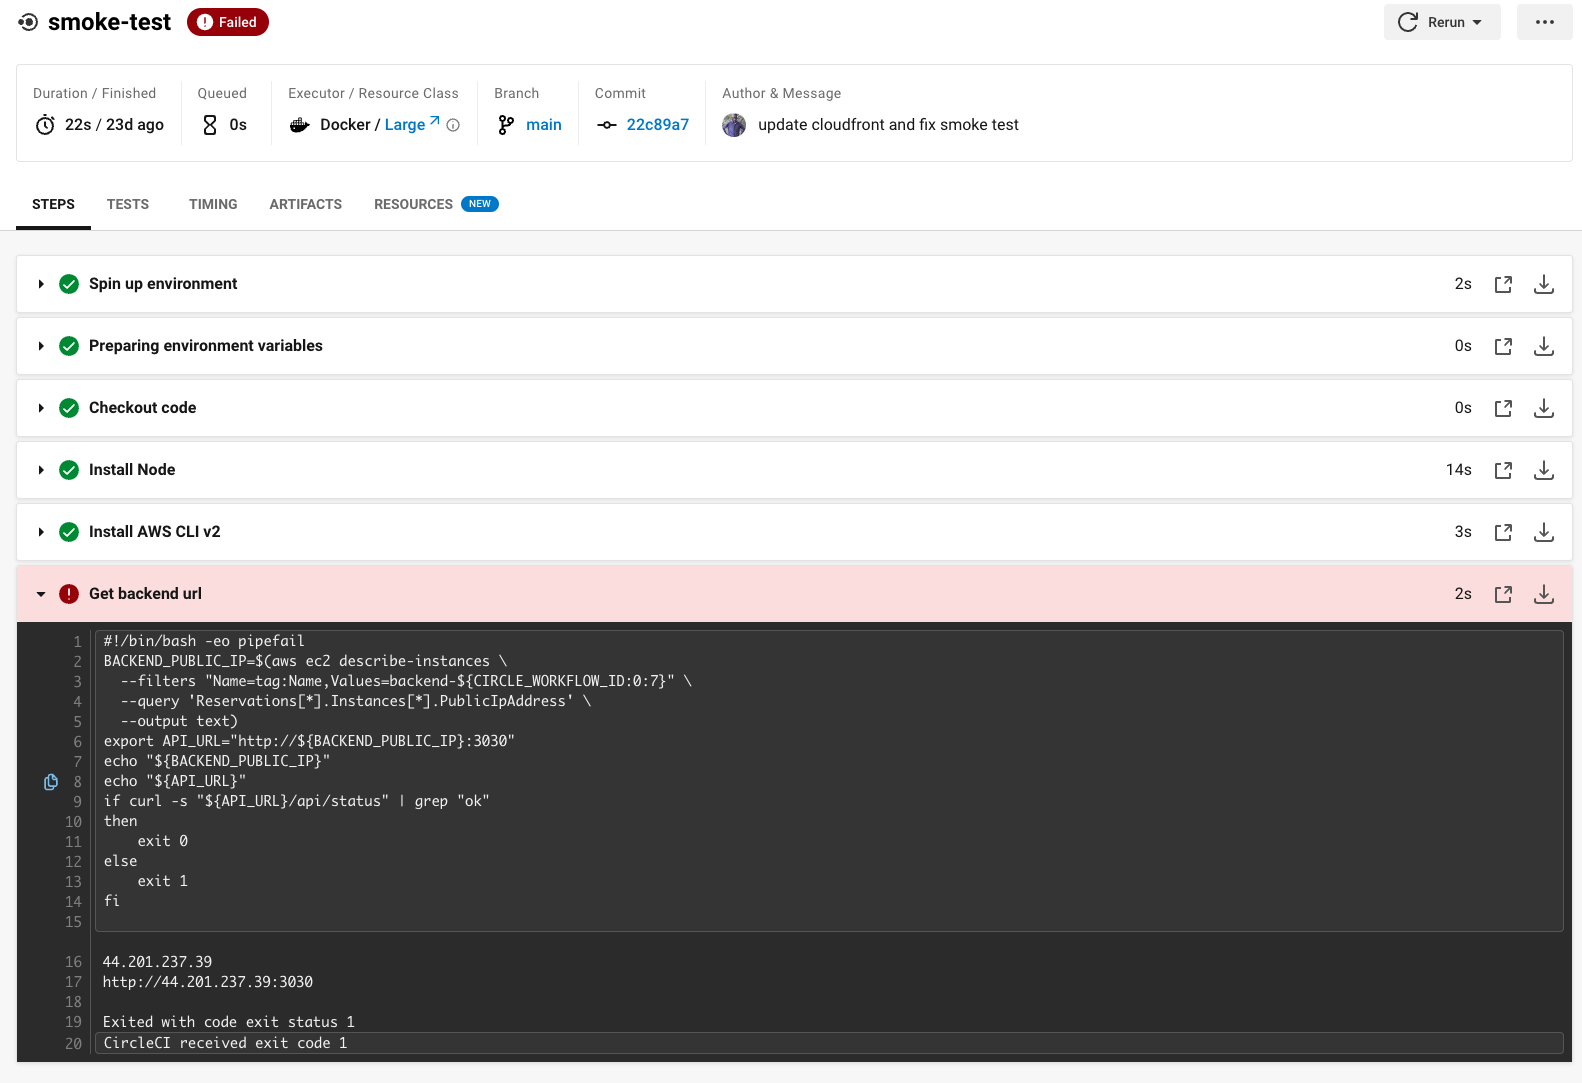 smoke-test
Failed
Rerun
Duration / Finished
22s / 23d ago
Queued
0s
Executor / Resource Class
Docker / Large
Branch
main
Commit
22c89a7
Author & Message
update cloudfront and fix smoke test
STEPS
TESTS
TIMING
ARTIFACTS
RESOURCES NEW
Spin up environment 2s
Preparing environment variables 0s
Checkout code 0s
Install Node 14s
Install AWS CLI v2 3s
Get backend url 2s
1 #!/bin/bash -eo pipefail
2 BACKEND_PUBLIC_IP=$(aws ec2 describe-instances \
3   --filters "Name=tag:Name,Values=backend-${CIRCLE_WORKFLOW_ID:0:7}" \
4   --query 'Reservations[*].Instances[*].PublicIpAddress' \
5   --output text)
6 export API_URL="http://${BACKEND_PUBLIC_IP}:3030"
7 echo "${BACKEND_PUBLIC_IP}"
8 echo "${API_URL}"
9 if curl -s "${API_URL}/api/status" | grep "ok"
10 then
11     exit 0
12 else
13     exit 1
14 fi
15
16 44.201.237.39
17 http://44.201.237.39:3030
18
19 Exited with code exit status 1
20 CircleCI received exit code 1